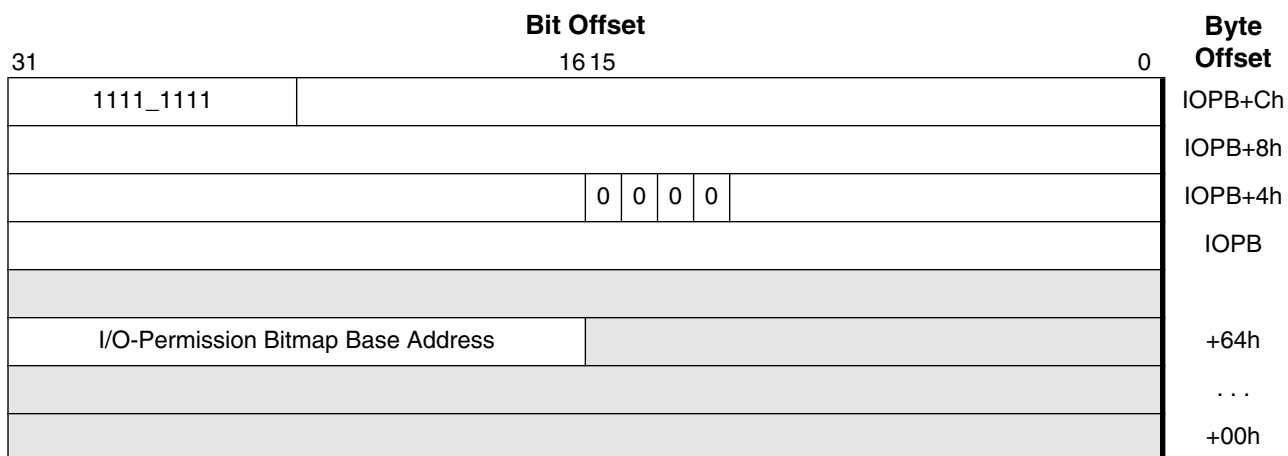 Bit Offset Byte Offset
31 16 15 0
1111_1111 IOPB+Ch
IOPB+8h
0 0 0 0 IOPB+4h
IOPB
I/O-Permission Bitmap Base Address +64h
. . .
+00h